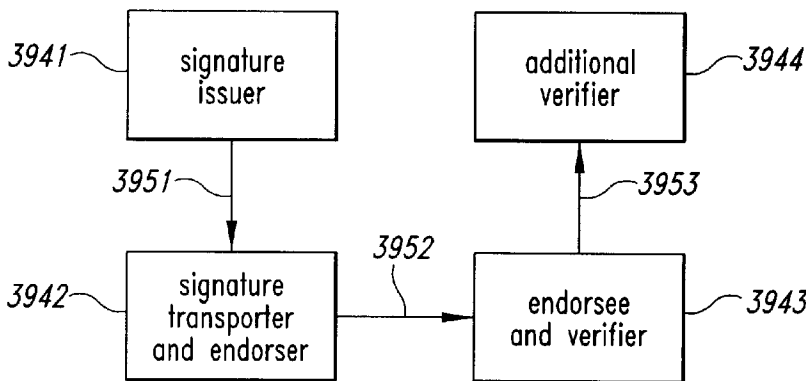 3941
signature
issuer
additional
verifier
3944
3951
3953
3942
signature
transporter
and endorser
3952
endorsee
and verifier
3943